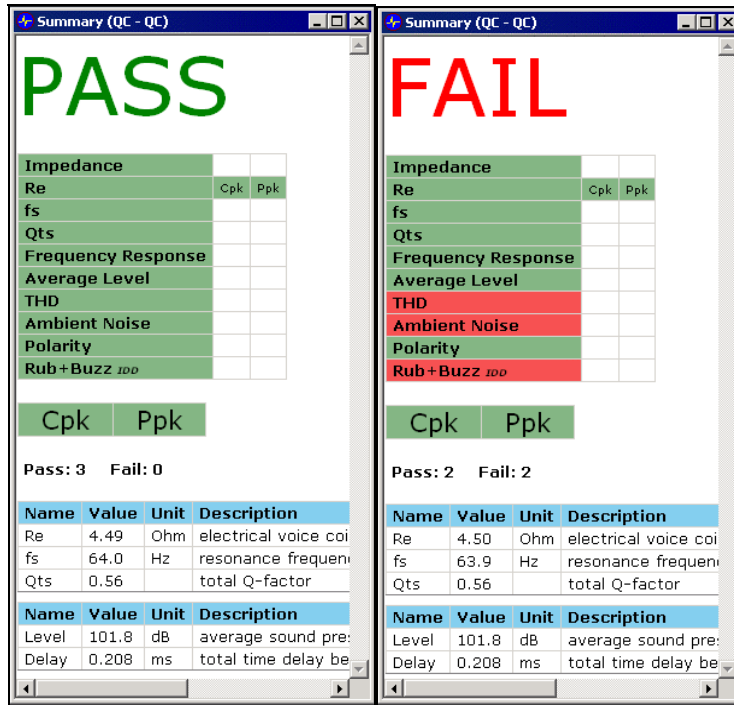 Summary (QC - QC)
PASS
Impedance
Re Cpk Ppk
fs
Qts
Frequency Response
Average Level
THD
Ambient Noise
Polarity
Rub+Buzz IDD
Cpk Ppk
Pass: 3 Fail: 0
Name Value Unit Description
Re 4.49 Ohm electrical voice coi
fs 64.0 Hz resonance frequen
Qts 0.56 total Q-factor
Name Value Unit Description
Level 101.8 dB average sound pre
Delay 0.208 ms total time delay be
Summary (QC - QC)
FAIL
Impedance
Re Cpk Ppk
fs
Qts
Frequency Response
Average Level
THD
Ambient Noise
Polarity
Rub+Buzz IDD
Cpk Ppk
Pass: 2 Fail: 2
Name Value Unit Description
Re 4.50 Ohm electrical voice coi
fs 63.9 Hz resonance frequen
Qts 0.56 total Q-factor
Name Value Unit Description
Level 101.8 dB average sound pre
Delay 0.208 ms total time delay be